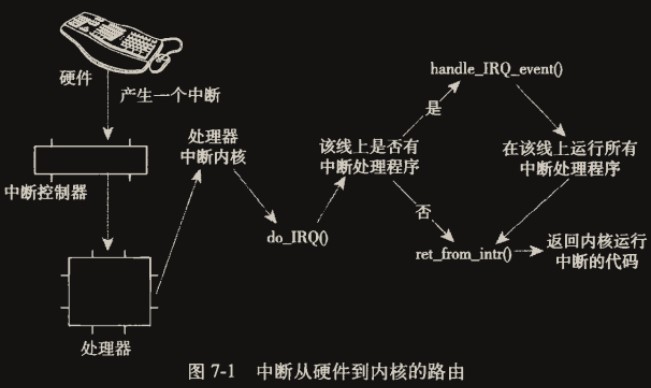 硬件
产生一个中断
中断控制器
处理器
处理器
中断内核
do_IRQ()
该线上是否有
中断处理程序
是
否
handle_IRQ_event()
在该线上运行所有
中断处理程序
ret_from_intr()
返回内核运行
中断的代码
图 7-1 中断从硬件到内核的路由